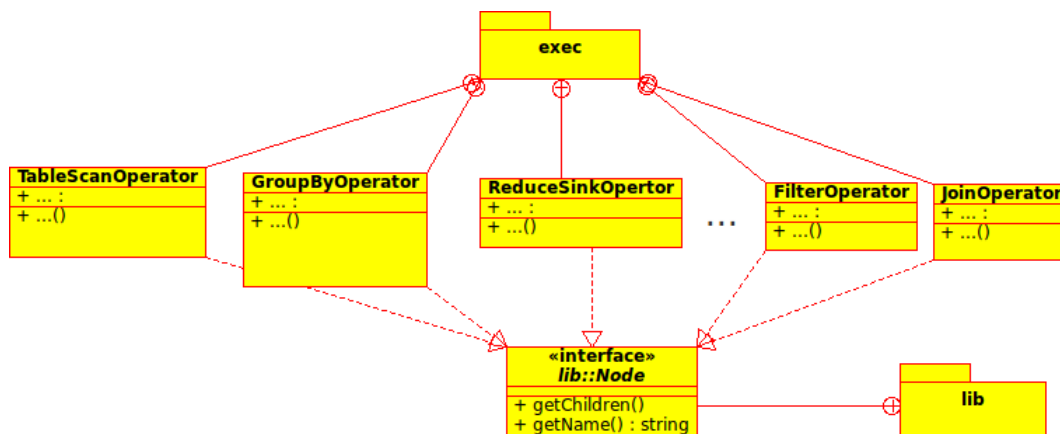 exec
TableScanOperator
+ ... :
+ ...()
GroupByOperator
+ ... :
+ ...()
ReduceSinkOpertor
+ ... :
+ ...()
...
FilterOperator
+ ... :
+ ...()
JoinOperator
+ ... :
+ ...()
«interface»
lib::Node
+ getChildren()
+ getName() : string
lib